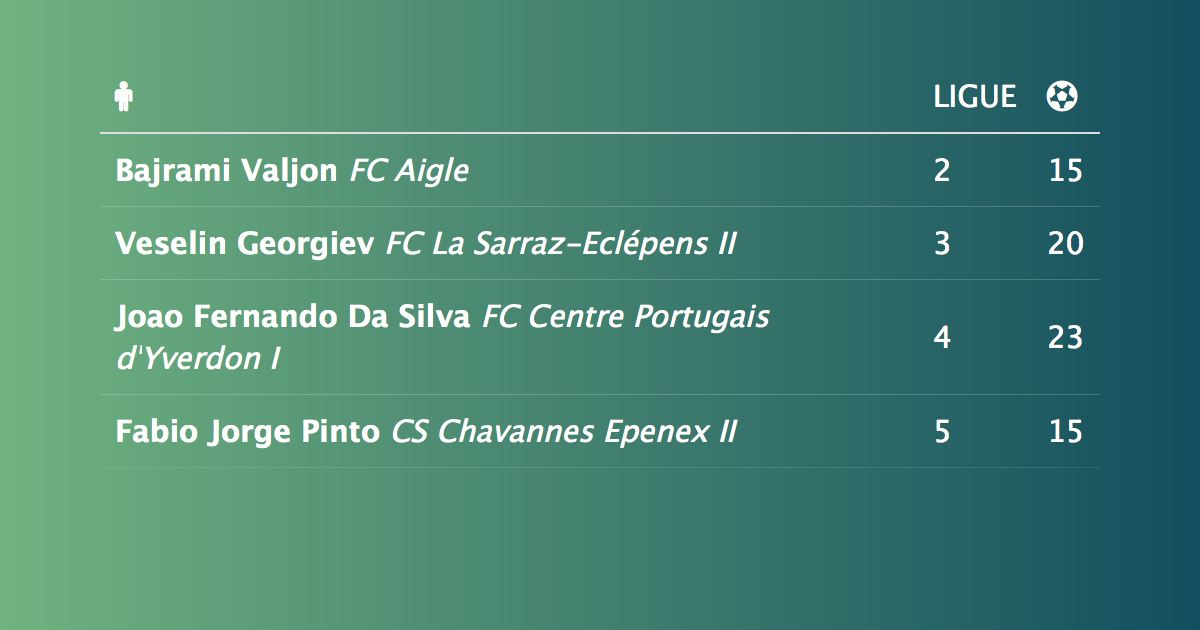 LIGUE
Bajrami Valjon FC Aigle 2 15
Veselin Georgiev FC La Sarraz-Eclépens II 3 20
Joao Fernando Da Silva FC Centre Portugais
d'Yverdon I 4 23
Fabio Jorge Pinto CS Chavannes Epenex II 5 15